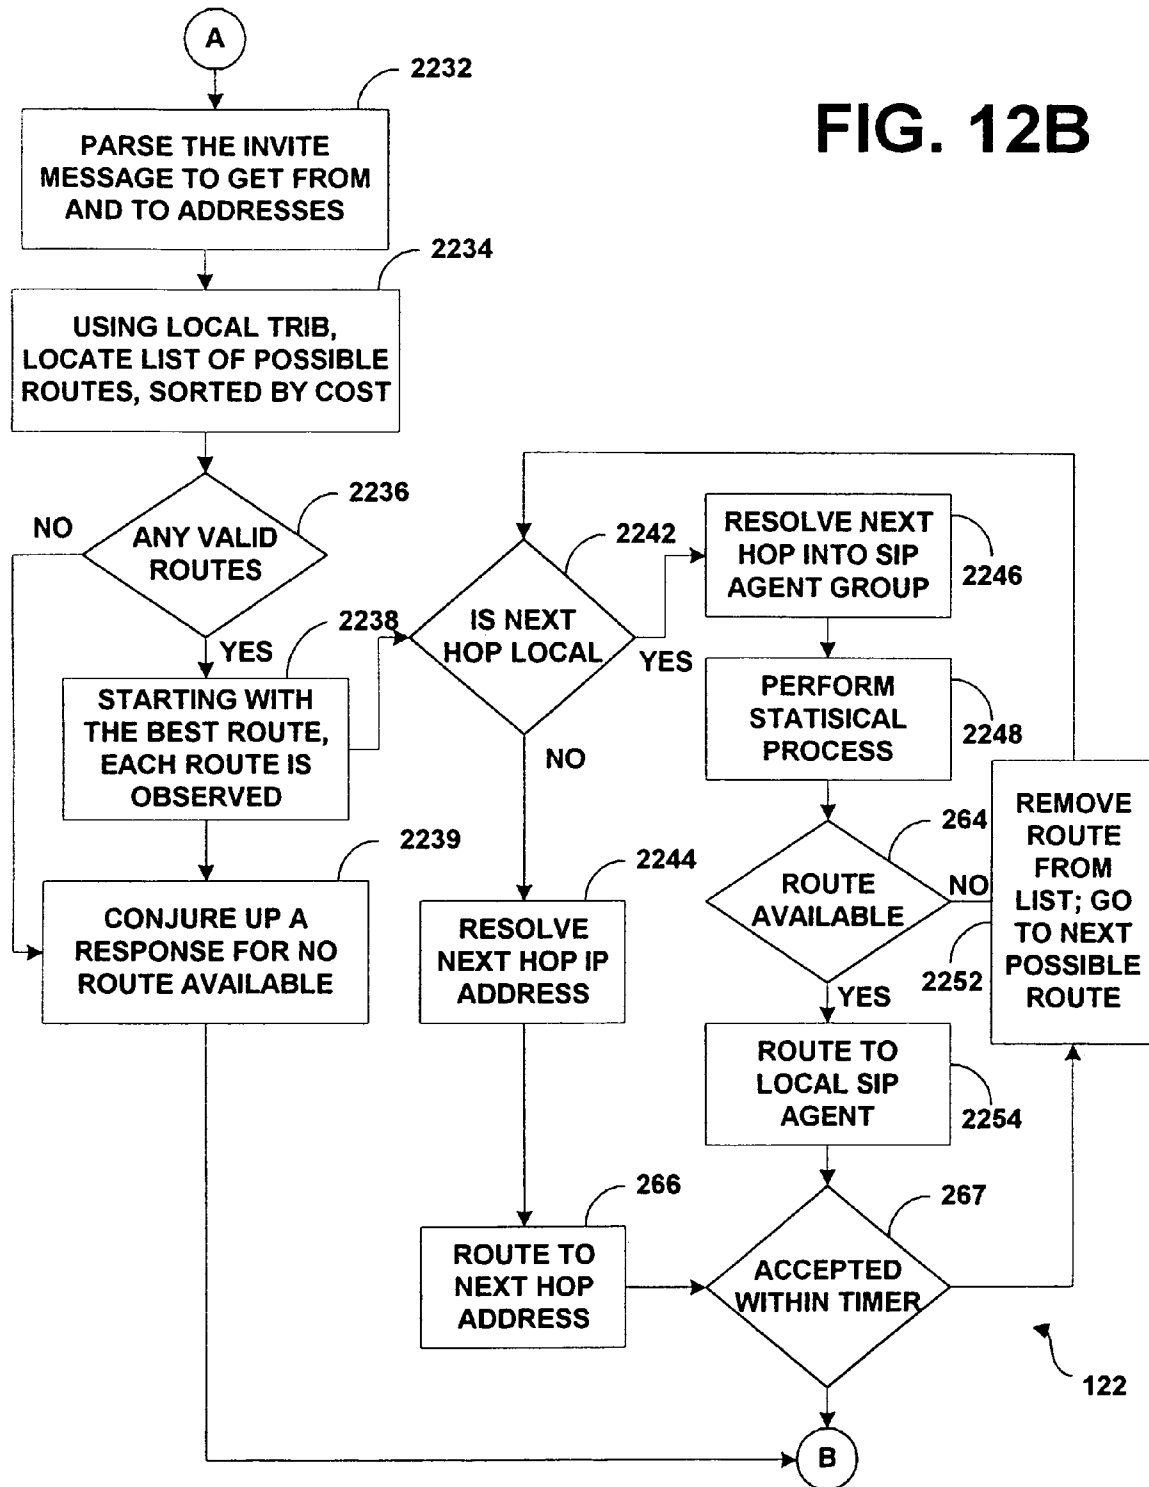 A
2232
FIG. 12B
PARSE THE INVITE
MESSAGE TO GET FROM
AND TO ADDRESSES
2234
USING LOCAL TRIB,
LOCATE LIST OF POSSIBLE
ROUTES, SORTED BY COST
2236
NO
ANY VALID
ROUTES
YES
2238
STARTING WITH
THE BEST ROUTE,
EACH ROUTE IS
OBSERVED
2239
CONJURE UP A
RESPONSE FOR NO
ROUTE AVAILABLE
2242
IS NEXT
HOP LOCAL
YES
NO
2244
RESOLVE
NEXT HOP IP
ADDRESS
266
ROUTE TO
NEXT HOP
ADDRESS
RESOLVE NEXT
HOP INTO SIP
AGENT GROUP
2246
PERFORM
STATISICAL
PROCESS
2248
264
ROUTE
AVAILABLE
NO
YES
REMOVE
ROUTE
FROM
LIST; GO
TO NEXT
POSSIBLE
ROUTE
2252
ROUTE TO
LOCAL SIP
AGENT
2254
267
ACCEPTED
WITHIN TIMER
122
B